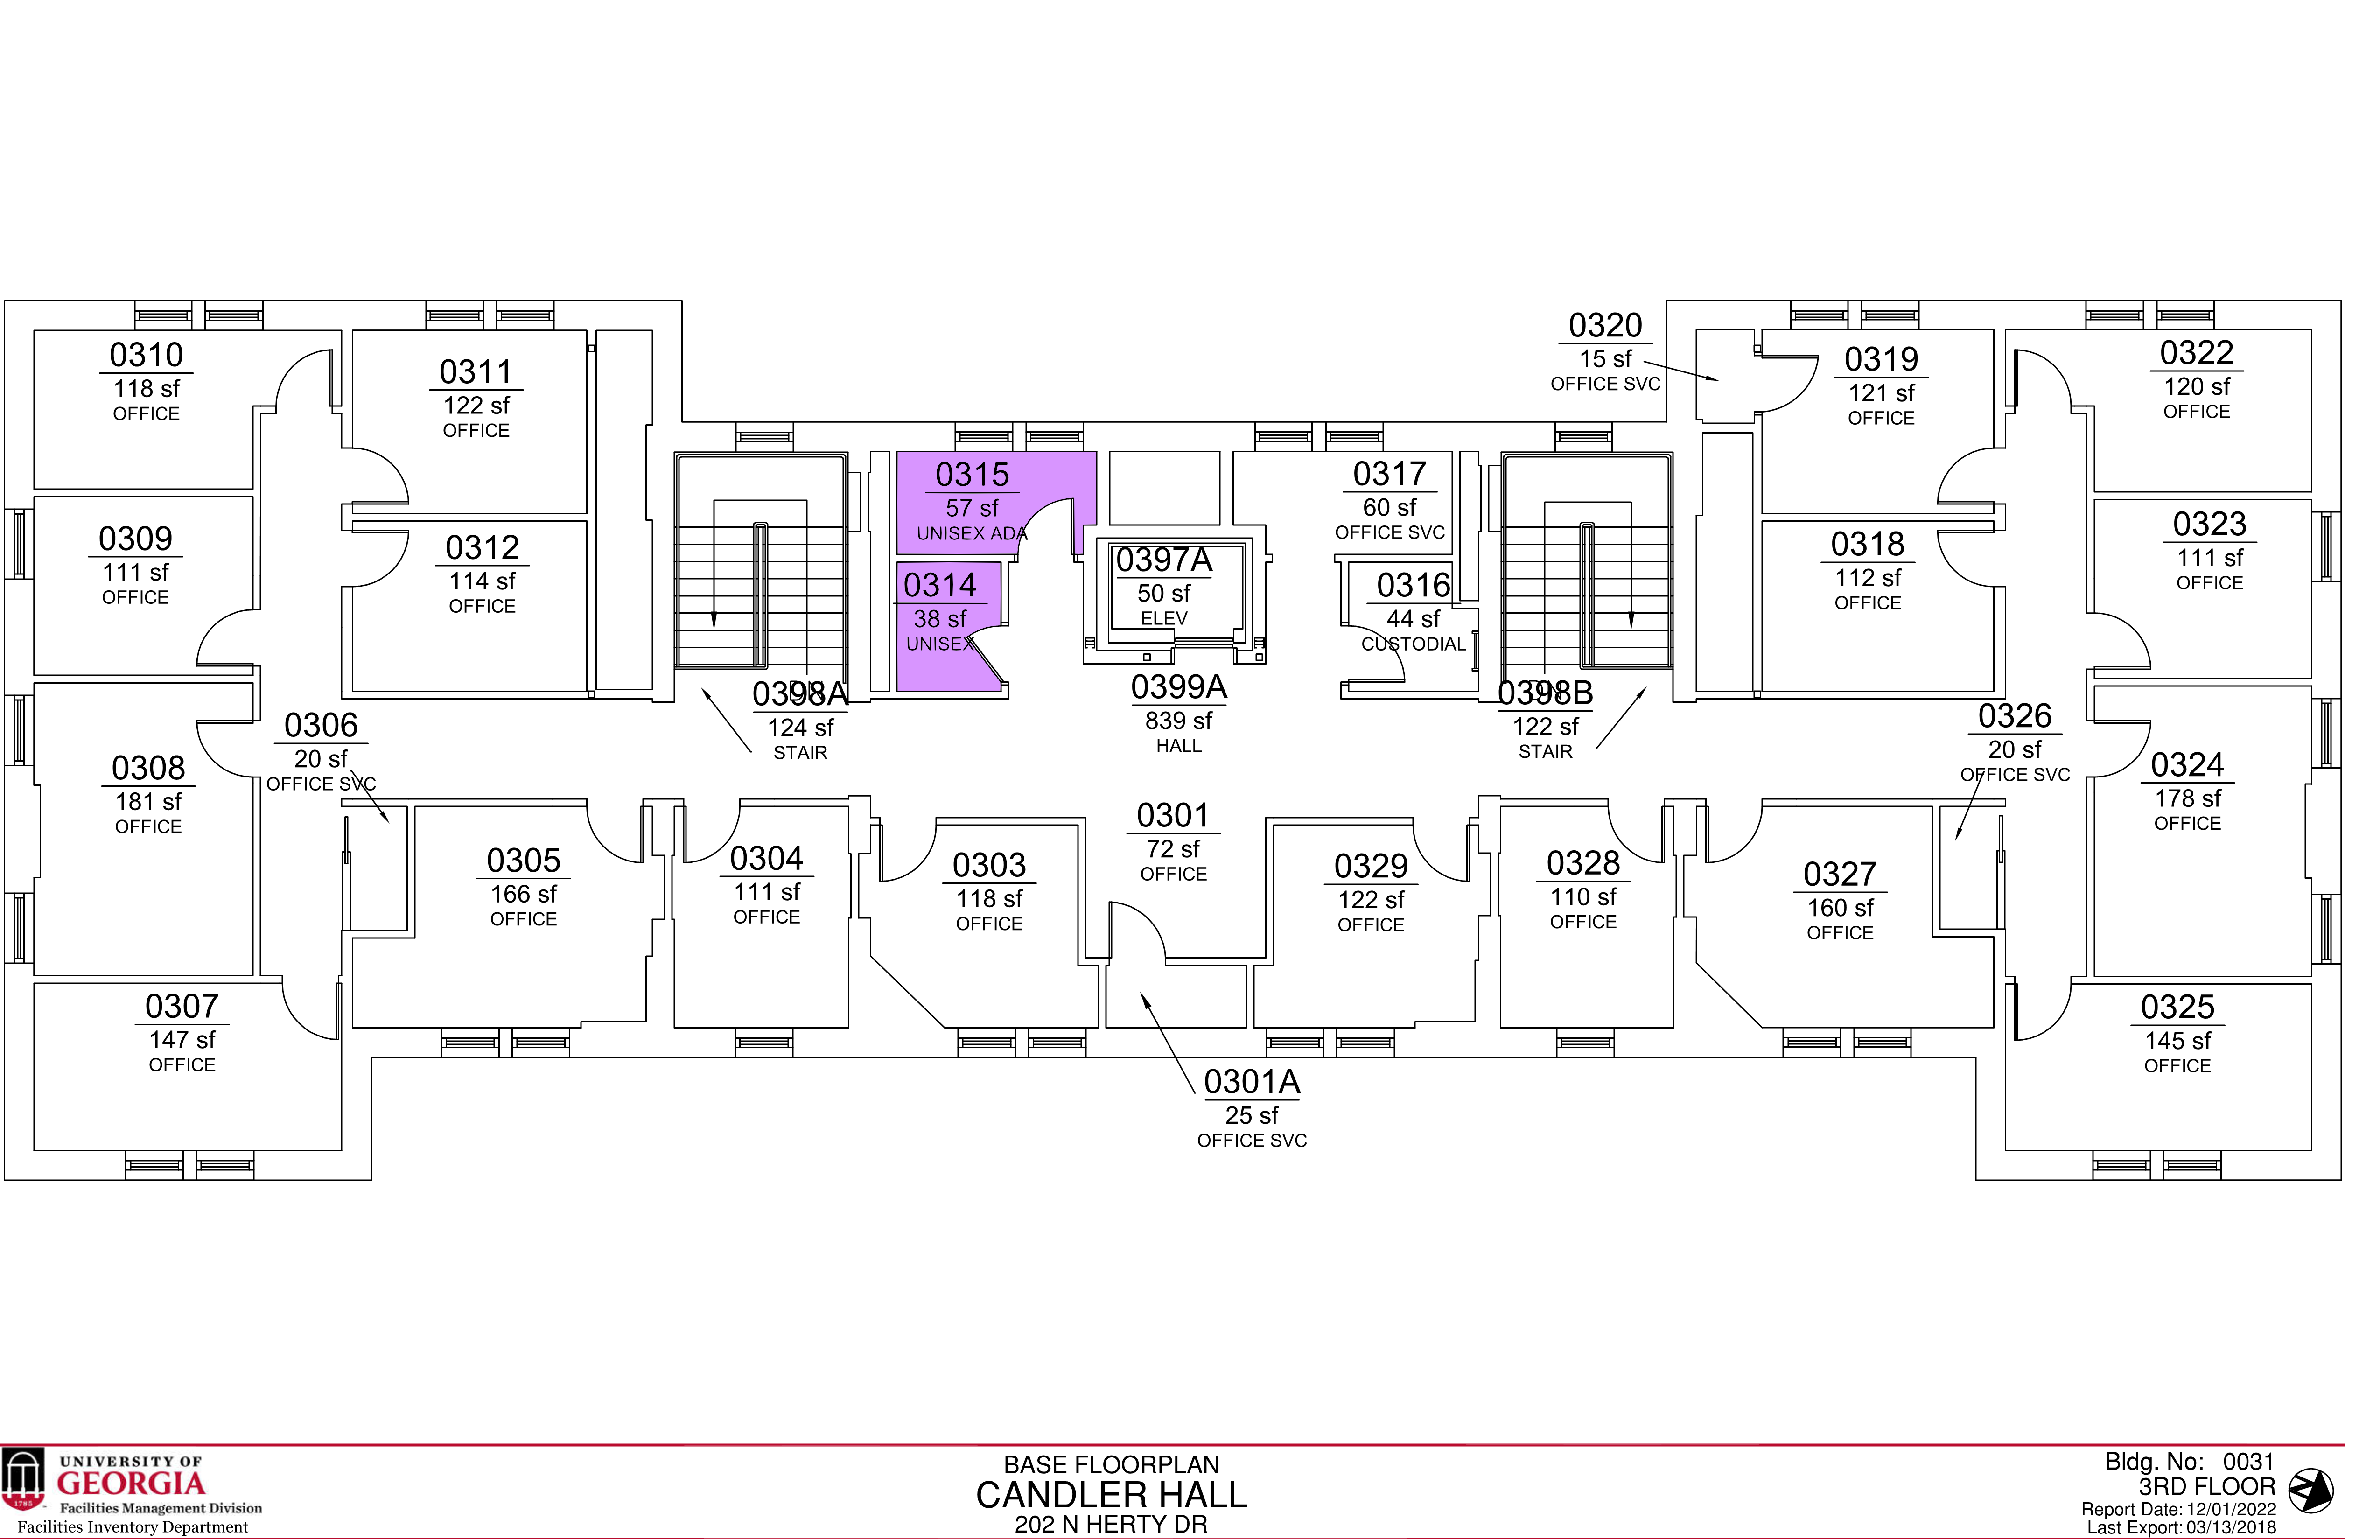 0310
118 sf
OFFICE
0311
122 sf
OFFICE
0320
15 sf
OFFICE SVC
0319
121 sf
OFFICE
0322
120 sf
OFFICE
0309
111 sf
OFFICE
0312
114 sf
OFFICE
0315
57 sf
UNISEX ADA
0314
38 sf
UNISEX
0397A
50 sf
ELEV
0317
60 sf
OFFICE SVC
0316
44 sf
CUSTODIAL
0318
112 sf
OFFICE
0323
111 sf
OFFICE
DN
0398A
124 sf
STAIR
0399A
839 sf
HALL
DN
0398B
122 sf
STAIR
0306
20 sf
OFFICE SVC
0326
20 sf
OFFICE SVC
0308
181 sf
OFFICE
0324
178 sf
OFFICE
0305
166 sf
OFFICE
0304
111 sf
OFFICE
0303
118 sf
OFFICE
0301
72 sf
OFFICE
0329
122 sf
OFFICE
0328
110 sf
OFFICE
0327
160 sf
OFFICE
0307
147 sf
OFFICE
0325
145 sf
OFFICE
0301A
25 sf
OFFICE SVC
1785
UNIVERSITY OF
GEORGIA
Facilities Management Division
Facilities Inventory Department
BASE FLOORPLAN
CANDLER HALL
202 N HERTY DR
Bldg. No: 0031
3RD FLOOR
Report Date: 12/01/2022
Last Export: 03/13/2018